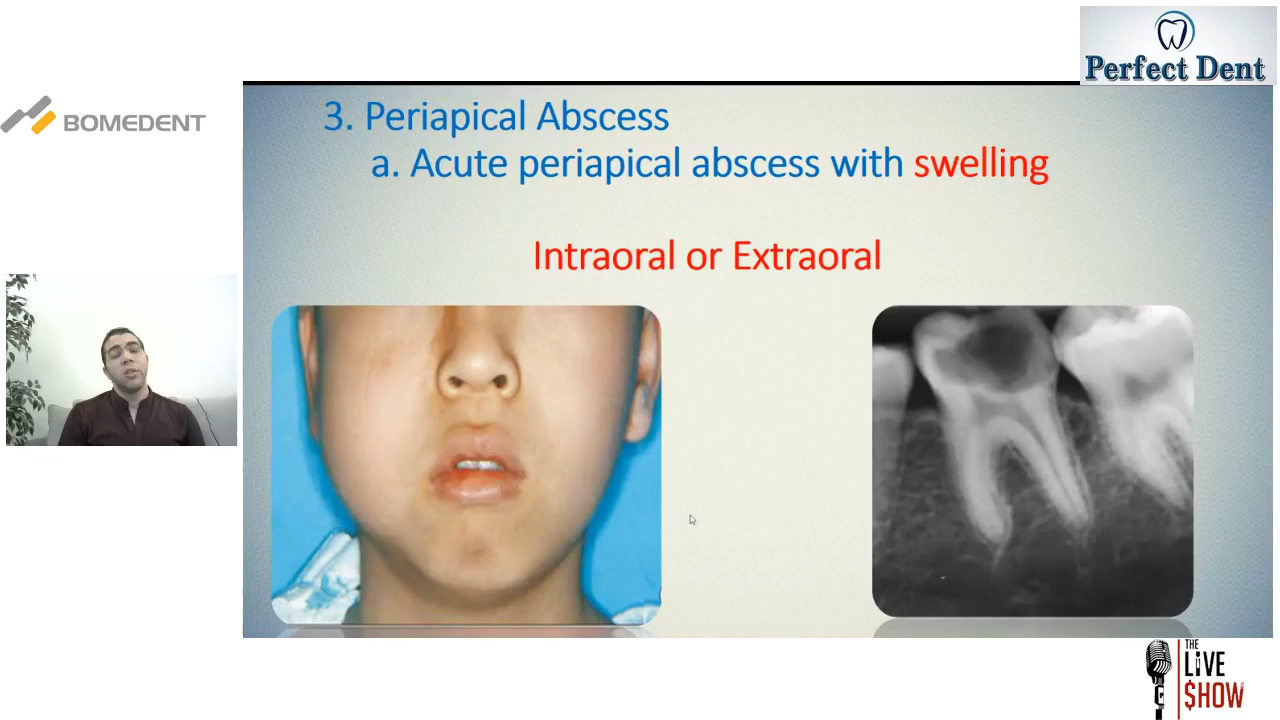 Perfect Dent
BOMEDENT
3. Periapical Abscess
a. Acute periapical abscess with swelling
Intraoral or Extraoral
THE
LiVE
$HOW